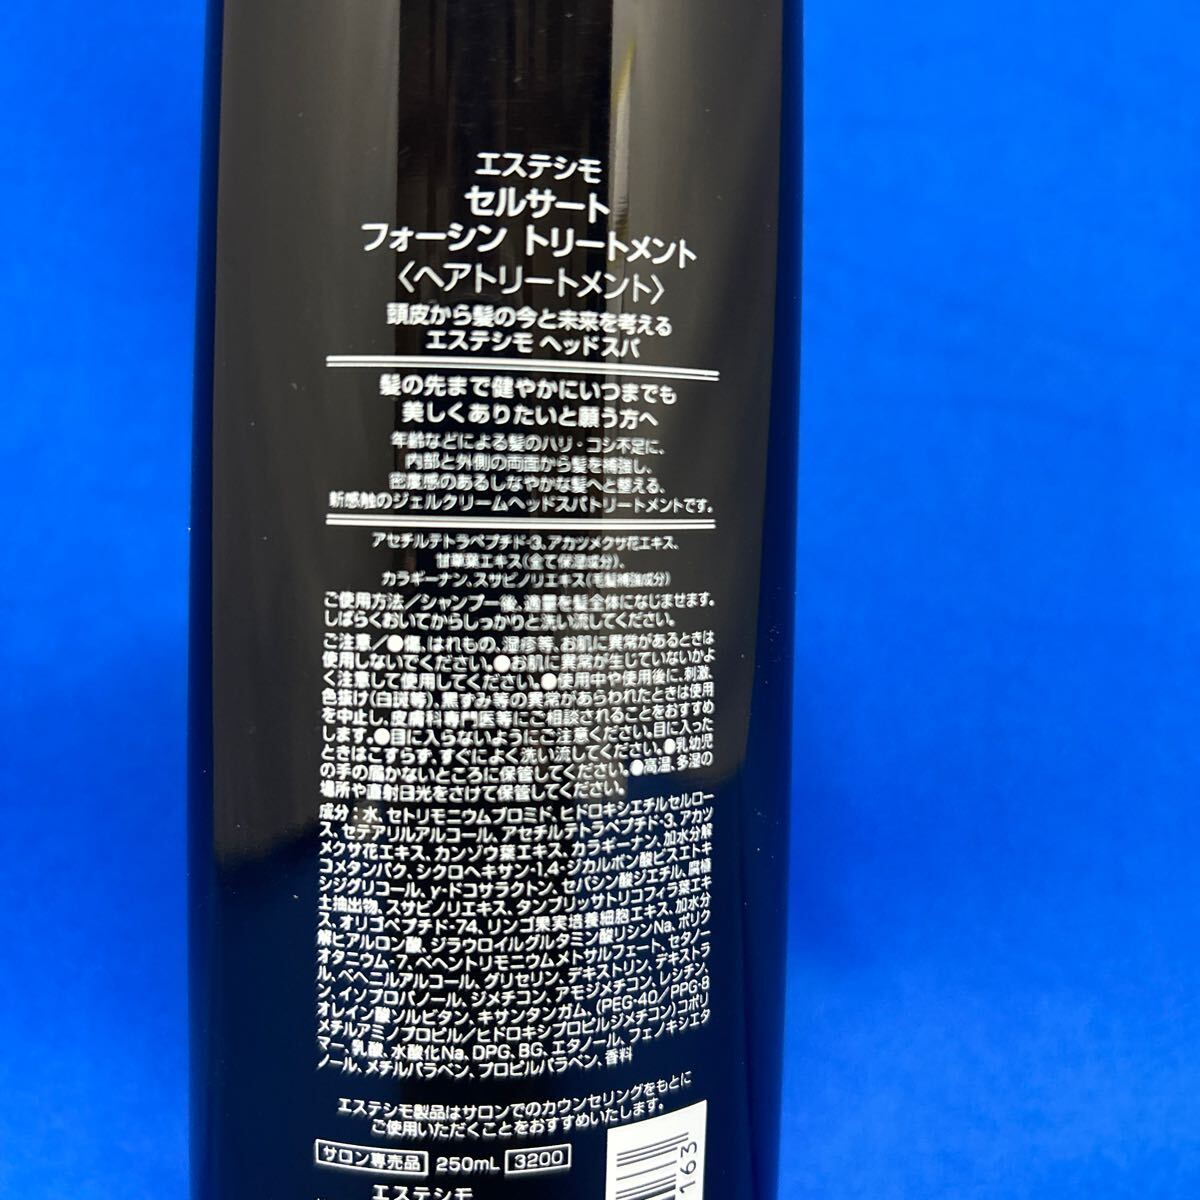 エステシモ
セルサート
フォーシン トリートメント
〈ヘアトリートメント〉
頭皮から髪の今と未来を考える
エステシモ ヘッドスパ
髪の先まで健やかにいつまでも
美しくありたいと願う方へ
年齢などによる髪のハリ・コシ不足に、
内部と外側の両面から髪を補強し、
密度感のあるしなやかな髪へと整える、
新感触のジェルクリームヘッドスパトリートメントです。
アセチルテトラペプチド-3、アカツメクサ花エキス、
甘草葉エキス(全て保湿成分)、
カラギーナン、スサビノリエキス(毛髪補強成分)
ご使用方法/シャンプー後、適量を髪全体になじませます。
しばらくおいてからしっかりと洗い流してください。
ご注意/●傷、はれもの、湿疹等、お肌に異常があるときは
使用しないでください。●お肌に異常が生じていないかよ
く注意して使用してください。●使用中や使用後に、刺激、
色抜け(白斑等)、黒ずみ等の異常があらわれたときは使用
を中止し、皮膚科専門医等にご相談されることをおすすめ
します。●目に入らないようにご注意ください。目に入った
ときはこすらず、すぐによく洗い流してください。●乳幼児
の手の届かないところに保管してください。●高温、多湿の
場所や直射日光をさけて保管してください。
成分:水、セトリモニウムブロミド、ヒドロキシエチルセルロー
ス、セテアリルアルコール、アセチルテトラペプチド-3、アカツ
メクサ花エキス、カンゾウ葉エキス、カラギーナン、加水分解
コメタンパク、シクロヘキサン-1,4-ジカルボン酸ビスエトキ
シジグリコール、γ-ドコサラクトン、セバシン酸ジエチル、腐植
土抽出物、スサビノリエキス、タンブリッサトリコフィラ葉エキ
ス、オリゴペプチド-74、リンゴ果実培養細胞エキス、加水分
解ヒアルロン酸、ジラウロイルグルタミン酸リシンNa、ポリク
オタニウム-7、ベヘントリモニウムメトサルフェート、セタノー
ル、ベヘニルアルコール、グリセリン、デキストリン、デキストラ
ン、イソプロパノール、ジメチコン、アモジメチコン、レシチン、
オレイン酸ソルビタン、キサンタンガム、(PEG-40/PPG-8
メチルアミノプロピル/ヒドロキシプロピルジメチコン)コポリ
マー、乳酸、水酸化Na、DPG、BG、エタノール、フェノキシエタ
ノール、メチルパラベン、プロピルパラベン、香料
エステシモ製品はサロンでのカウンセリングをもとに
ご使用いただくことをおすすめいたします。
サロン専売品 250mL 3200
エステシモ
163